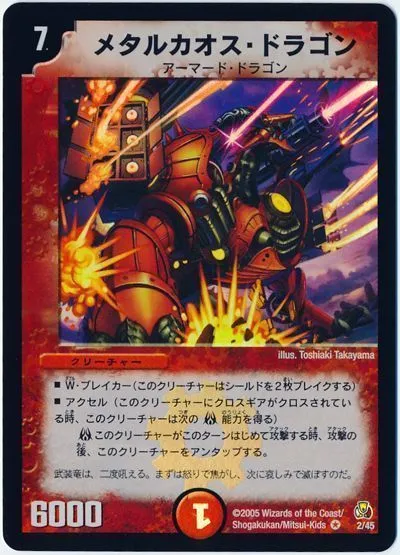 7
メタルカオス・ドラゴン
アーマード・ドラゴン
illus. Toshiaki Takayama
クリーチャー
■ W・ブレイカー（このクリーチャーはシールドを2枚ブレイクする）
■ アクセル（このクリーチャーにクロスギアがクロスされている
時、このクリーチャーは次の 能力を得る）
このクリーチャーがこのターンはじめて攻撃する時、攻撃の
後、このクリーチャーをアンタップする。
武装竜は、二度吼える。まずは怒りで焦がし、次に哀しみで滅ぼすのだ。
6000
1
©2005 Wizards of the Coast/
Shogakukan/Mitsui-Kids
2/45